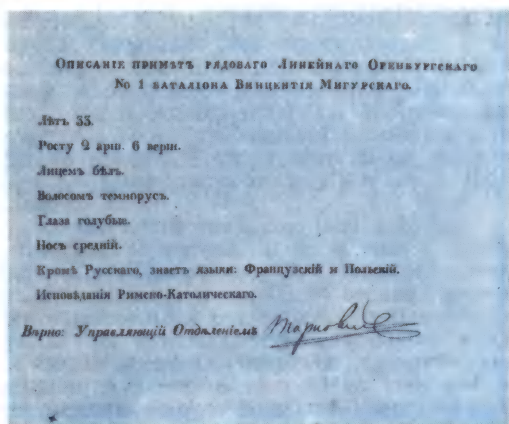 Описаніе примѣтъ рядоваго Линейнаго Оренбургскаго
No 1 баталіона Винцентія Мигурскаго.
Лѣтъ 33.
Росту 2 арш. 6 верш.
Лицемъ бѣлъ.
Волосомъ темнорусъ.
Глаза голубые.
Носъ средній.
Кромѣ Русскаго, знаетъ языки: Французскій и Польскій.
Исповѣданія Римско-Католическаго.
Вѣрно: Управляющій Отдѣленіемъ